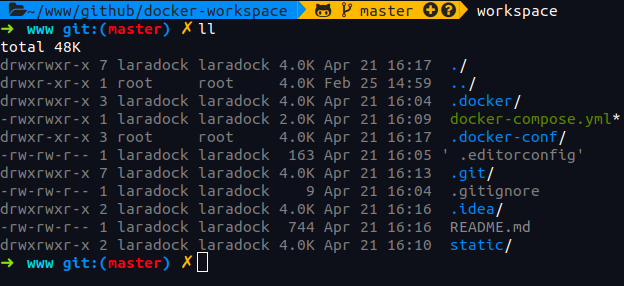 ~/www/github/docker-workspace master workspace
➜ www git:(master) ✗ ll
total 48K
drwxrwxr-x 7 laradock laradock 4.0K Apr 21 16:17 ./
drwxr-xr-x 1 root root 4.0K Feb 25 14:59 ../
drwxrwxr-x 3 laradock laradock 4.0K Apr 21 16:04 .docker/
-rwxrwxr-x 1 laradock laradock 2.0K Apr 21 16:09 docker-compose.yml*
drwxr-xr-x 3 root root 4.0K Apr 21 16:17 .docker-conf/
-rw-rw-r-- 1 laradock laradock 163 Apr 21 16:05 ' .editorconfig'
drwxrwxr-x 7 laradock laradock 4.0K Apr 21 16:13 .git/
-rw-rw-r-- 1 laradock laradock 9 Apr 21 16:04 .gitignore
drwxrwxr-x 2 laradock laradock 4.0K Apr 21 16:16 .idea/
-rw-rw-r-- 1 laradock laradock 744 Apr 21 16:16 README.md
drwxrwxr-x 2 laradock laradock 4.0K Apr 21 16:10 static/
➜ www git:(master) ✗